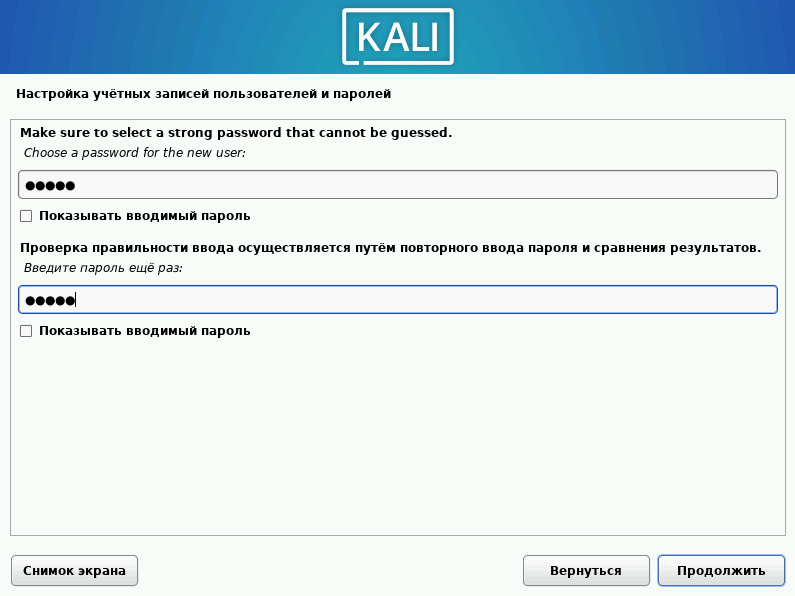 KALI
Настройка учётных записей пользователей и паролей
Make sure to select a strong password that cannot be guessed.
Choose a password for the new user:
●●●●●
Показывать вводимый пароль
Проверка правильности ввода осуществляется путём повторного ввода пароля и сравнения результатов.
Введите пароль ещё раз:
●●●●●
Показывать вводимый пароль
Снимок экрана Вернуться Продолжить